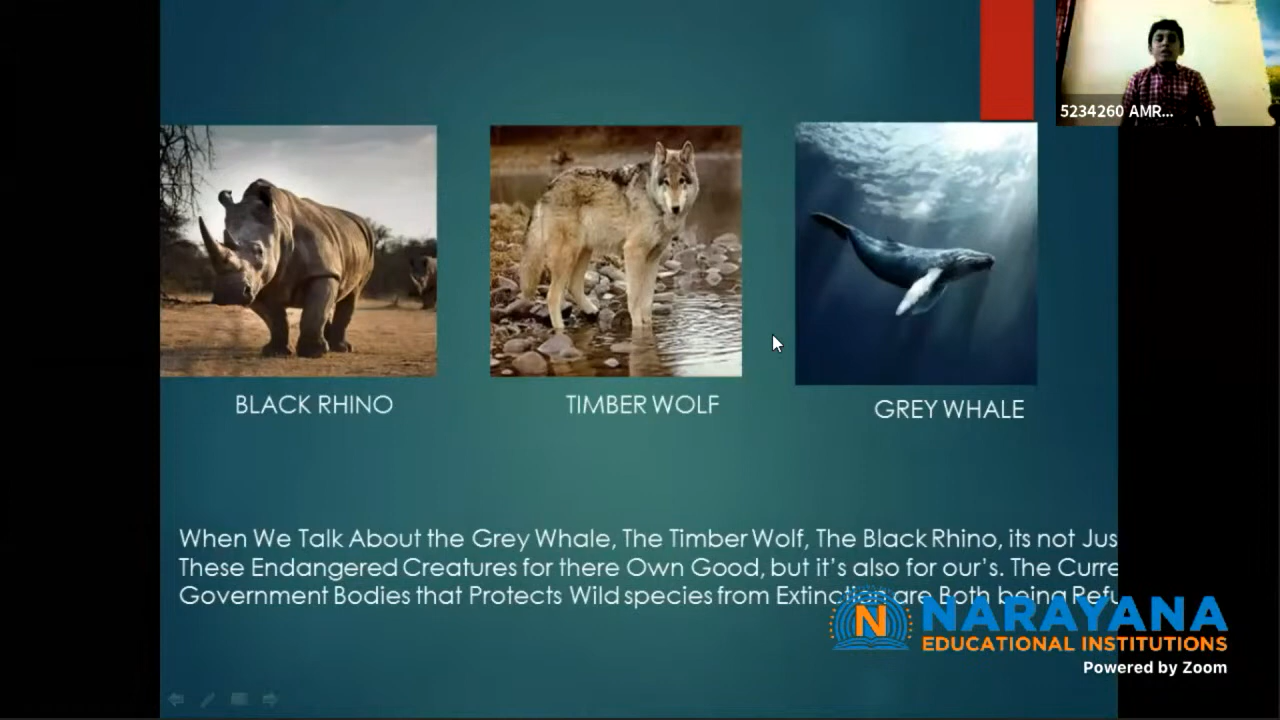 5234260 AMR...
BLACK RHINO
TIMBER WOLF
GREY WHALE
When We Talk About the Grey Whale, The Timber Wolf, The Black Rhino, its not Jus
These Endangered Creatures for there Own Good, but it's also for our's. The Curre
Government Bodies that Protects Wild species from Extinction are Both being Refu
N NARAYANA
EDUCATIONAL INSTITUTIONS
Powered by Zoom